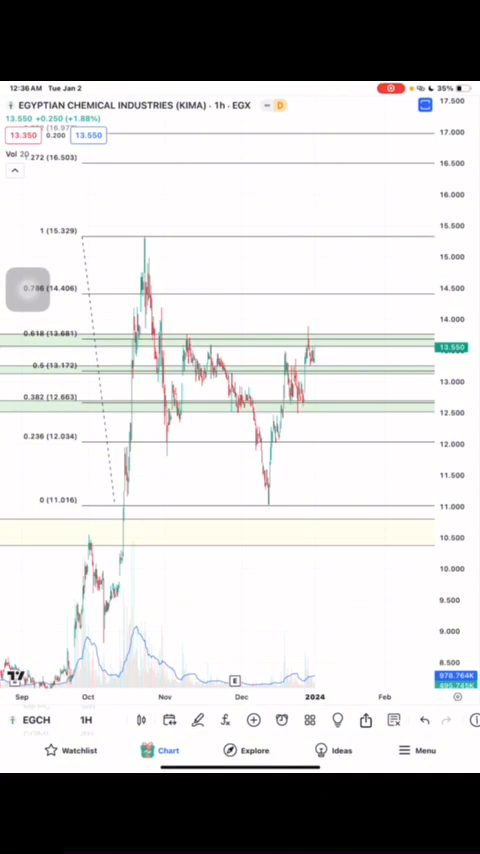 12:36 AM Tue Jan 2
35%
EGYPTIAN CHEMICAL INDUSTRIES (KIMA) · 1h · EGX
D
13.550 +0.250 (+1.88%)
13.350 0.200 13.550
Vol 20
1.272 (16.503)
1 (15.329)
0.786 (14.406)
0.618 (13.681)
0.5 (13.172)
0.382 (12.663)
0.236 (12.034)
0 (11.016)
17.500
17.000
16.500
16.000
15.500
15.000
14.500
14.000
13.550
13.000
12.500
12.000
11.500
11.000
10.500
10.000
9.500
9.000
8.500
978.764K
695.745K
E
Sep Oct Nov Dec 2024 Feb
EGCH 1H
Watchlist Chart Explore Ideas Menu